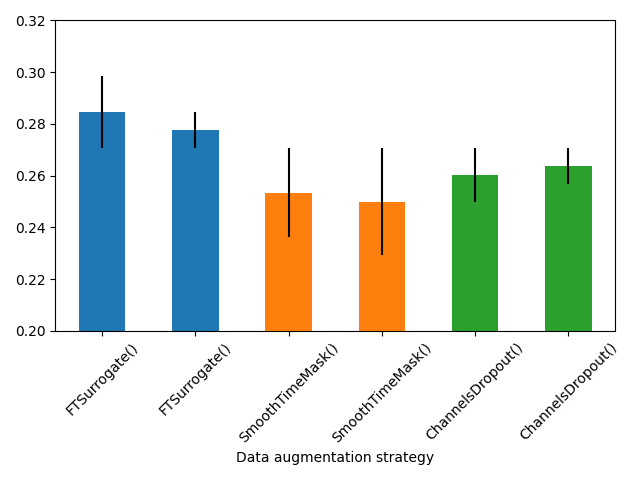 0.32
0.30
0.28
0.26
0.24
0.22
0.20
FTSurrogate()
FTSurrogate()
SmoothTimeMask()
SmoothTimeMask()
ChannelsDropout()
ChannelsDropout()
Data augmentation strategy